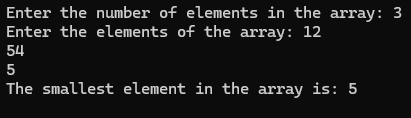 Enter the number of elements in the array: 3
Enter the elements of the array: 12
54
5
The smallest element in the array is: 5